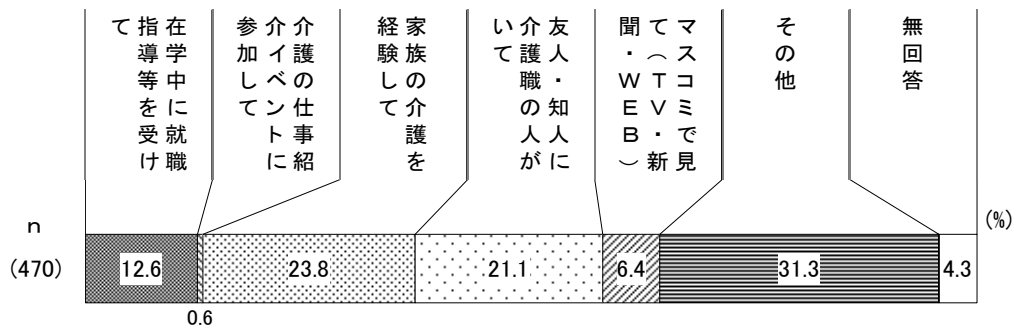 在学中に就職
指導等を受け
て
介護の仕事紹
介イベントに
参加して
家族の介護を
経験して
友人・知人に
介護職の人が
いて
マスコミで見
て（ＴＶ・新
聞・ＷＥＢ）
その他
無回答
(%)
n
(470)
12.6
0.6
23.8
21.1
6.4
31.3
4.3